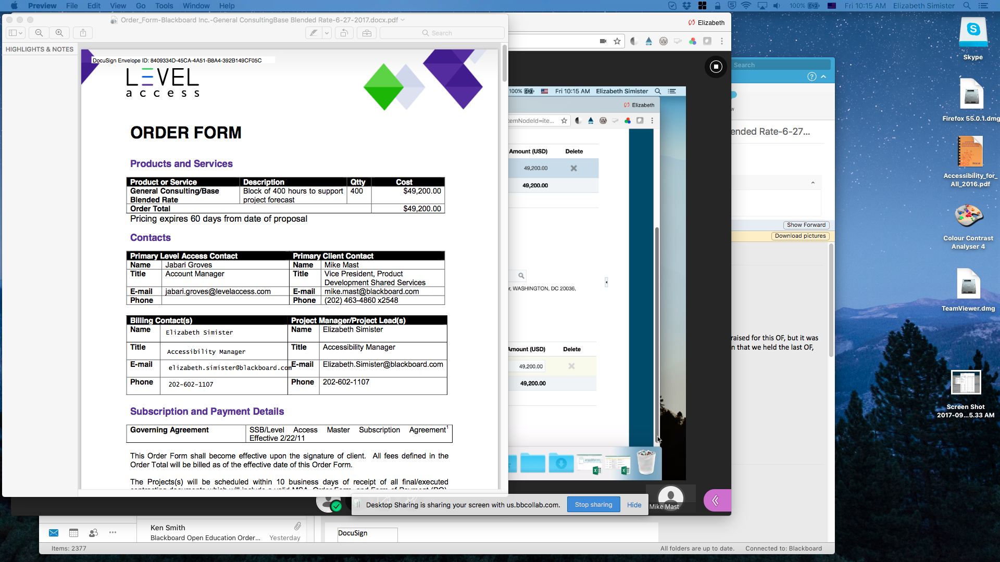 Preview File Edit View Go Tools Window Help
100% Fri 10:15 AM Elizabeth Simister
Order_Form-Blackboard Inc.-General ConsultingBase Blended Rate-6-27-2017.docx.pdf
Search
HIGHLIGHTS & NOTES
DocuSign Envelope ID: 8409334D-45CA-4A51-B8A4-392B149CF05C
LEVEL
access
ORDER FORM
Products and Services
Product or Service Description Qtty Cost
General Consulting/Base Block of 400 hours to support 400 $49,200.00
Blended Rate project forecast
Order Total $49,200.00
Pricing expires 60 days from date of proposal
Contacts
Primary Level Access Contact Primary Client Contact
Name Jabari Groves Name Mike Mast
Title Account Manager Title Vice President, Product
Development Shared Services
E-mail jabari.groves@levelaccess.com E-mail mike.mast@blackboard.com
Phone Phone (202) 463-4860 x2548
Billing Contact(s) Project Manager/Project Lead(s)
Name Elizabeth Simister Name Elizabeth Simister
Title Accessibility Manager Title Accessibility Manager
E-mail elizabeth.simister@blackboard.com E-mail Elizabeth.Simister@blackboard.com
Phone 202-602-1107 Phone 202-602-1107
Subscription and Payment Details
Governing Agreement SSB/Level Access Master Subscription Agreement1
Effective 2/22/11
This Order Form shall become effective upon the signature of client. All fees defined in the
Order Total will be billed as of the effective date of this Order Form.
The Projects(s) will be scheduled within 10 business days of receipt of all final/executed
Elizabeth
100% Fri 10:15 AM Elizabeth Simister
Elizabeth
emNodeId=ite...
Amount (USD) Delete
49,200.00
49,200.00
r, WASHINGTON, DC 20036,
Amount (USD) Delete
49,200.00
49,200.00
Mike Mast
Desktop Sharing is sharing your screen with us.bbcollab.com. Stop sharing Hide
Search
ended Rate-6-27...
Show Forward
Download pictures
raised for this OF, but it was
n that we held the last OF,
Ken Smith
Blackboard Open Education Order... Yesterday
DocuSign
Items: 2377
All folders are up to date. Connected to: Blackboard
Skype
Firefox 55.0.1.dmg
Accessibility_for_
All_2016.pdf
Colour Contrast
Analyser 4
TeamViewer.dmg
Screen Shot
2017-09...5.33 AM